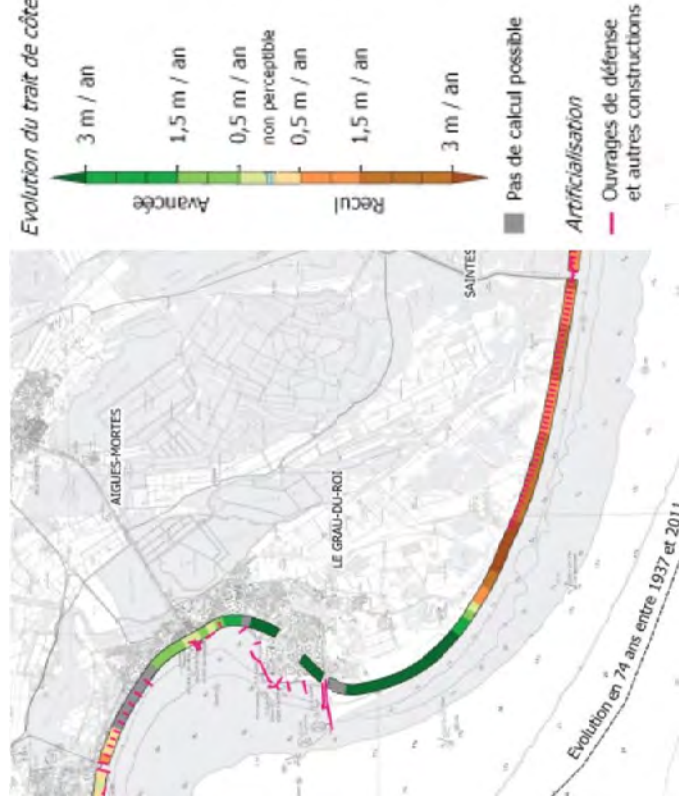 Evolution du trait de côte
3 m / an
1,5 m / an
0,5 m / an
non perceptible
0,5 m / an
1,5 m / an
3 m / an
Avancée
Recul
Pas de calcul possible
Artificialisation
Ouvrages de défense
et autres constructions
AIGUES-MORTES
LE GRAU-DU-ROI
SAINTES
Evolution en 74 ans entre 1937 et 2011